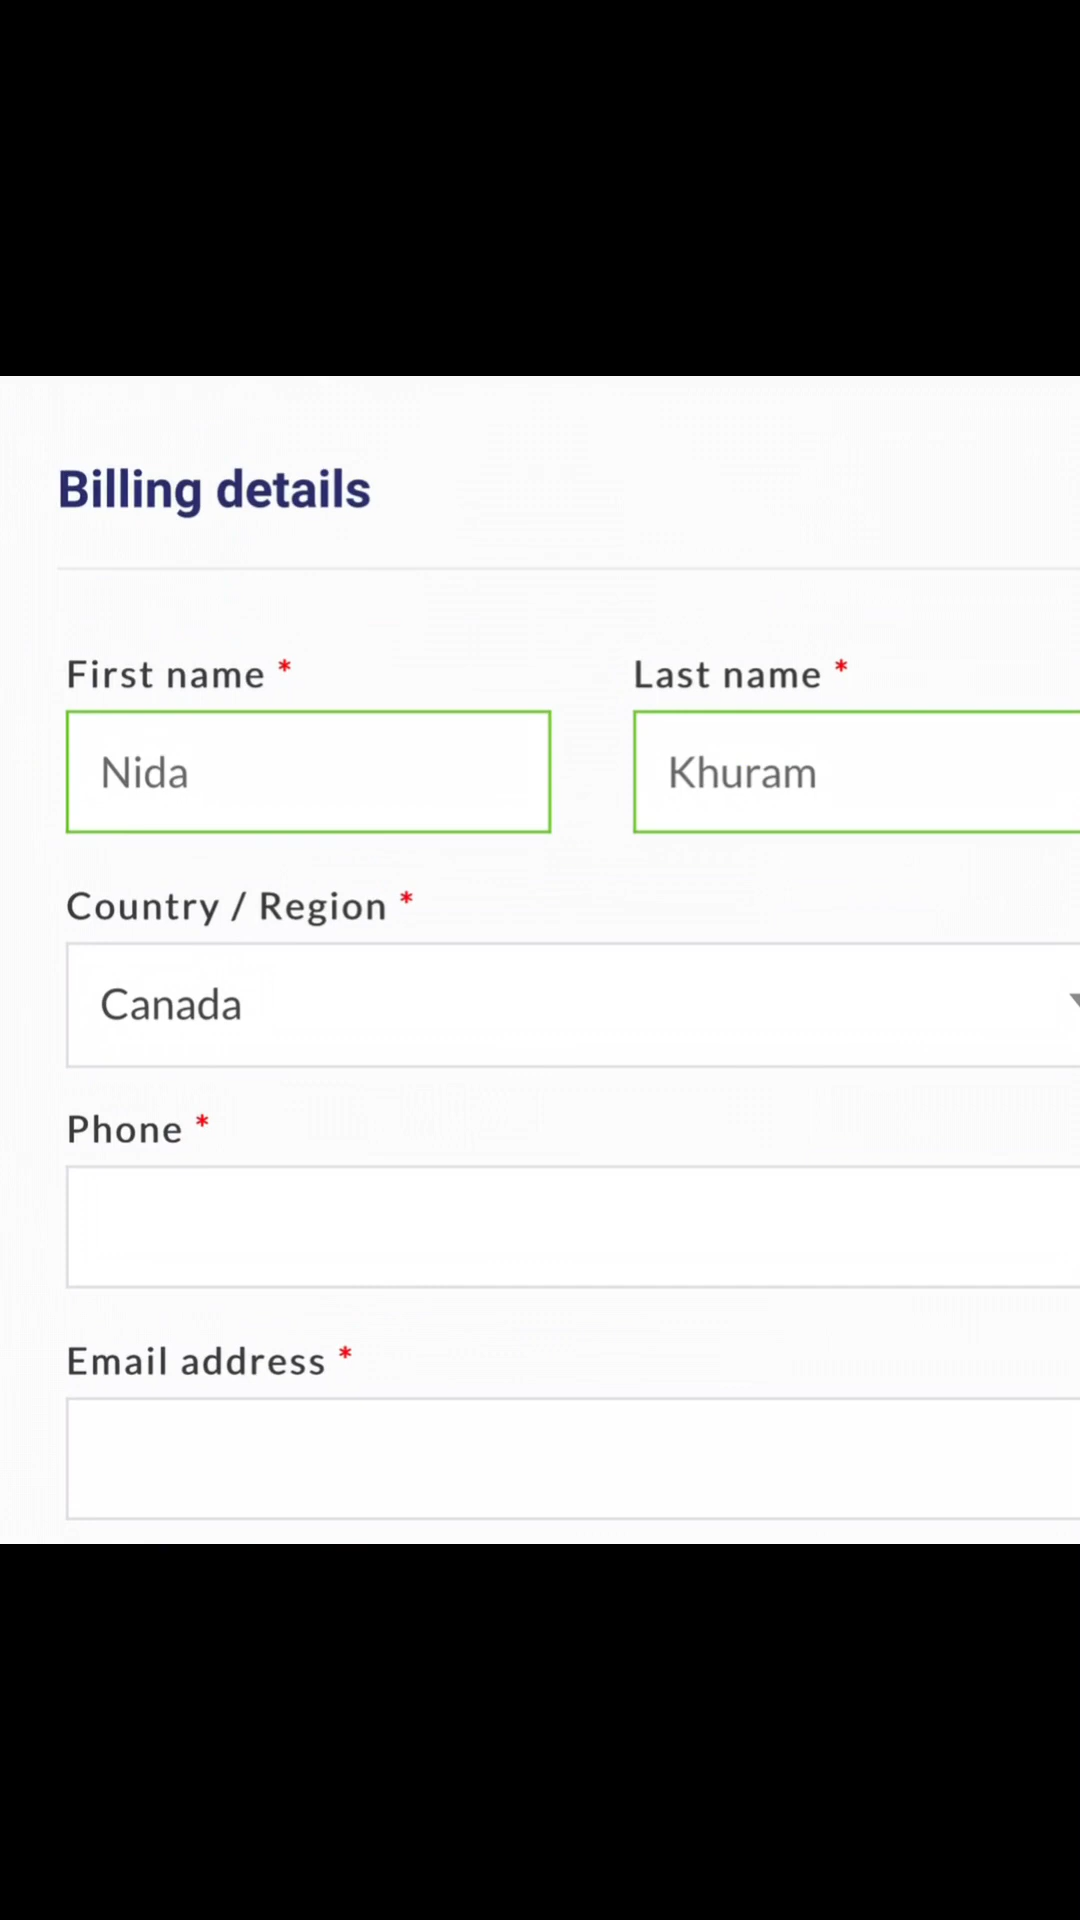 Billing details
First name * Last name *
Nida Khuram
Country / Region *
Canada
Phone *
Email address *